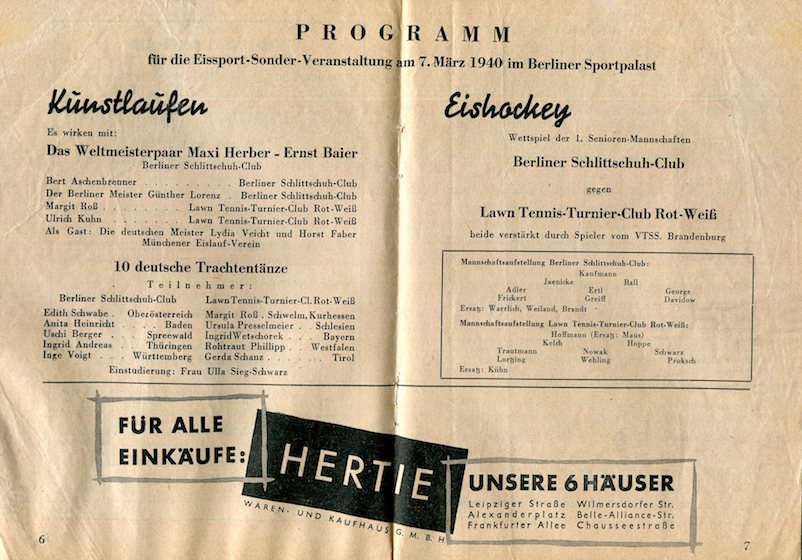 PROGRAMM
für die Eissport-Sonder-Veranstaltung am 7. März 1940 im Berliner Sportpalast
Kunstlaufen
Es wirken mit:
Das Weltmeisterpaar Maxi Herber - Ernst Baier
Berliner Schlittschuh-Club
Bert Aschenbrenner . . . . . . . . . . Berliner Schlittschuh-Club
Der Berliner Meister Günther Lorenz . Berliner Schlittschuh-Club
Margit Roß . . . . . . . . Lawn Tennis-Turnier-Club Rot-Weiß
Ulrich Kuhn . . . . . . . . Lawn Tennis-Turnier-Club Rot-Weiß
Als Gast: Die deutschen Meister Lydia Veicht und Horst Faber
Münchener Eislauf-Verein
10 deutsche Trachtentänze
Teilnehmer:
Berliner Schlittschuh-Club Lawn Tennis-Turnier-Cl. Rot-Weiß
Edith Schwabe . Oberösterreich Margit Roß . Schwelm, Kurhessen
Anita Heinricht . . . Baden Ursula Presselmeier . Schlesien
Uschi Berger . . Spreewald Ingrid Wetschorek . . Bayern
Ingrid Andreas . . Thüringen Rohtraut Phillipp . . Westfalen
Inge Voigt . . . Württemberg Gerda Schanz . . . . . Tirol
Einstudierung: Frau Ulla Sieg-Schwarz
Eishockey
Wettspiel der 1. Senioren-Mannschaften
Berliner Schlittschuh-Club
gegen
Lawn Tennis-Turnier-Club Rot-Weiß
beide verstärkt durch Spieler vom VTSS. Brandenburg
Mannschaftsaufstellung Berliner Schlittschuh-Club:
Kaufmann
Jaenicke Ball
Adler Ertl George
Frickert Greiff Davidow
Ersatz: Warrlich, Weiland, Brandt
Mannschaftsaufstellung Lawn Tennis-Turnier-Club Rot-Weiß:
Hoffmann (Ersatz: Maus)
Kelch Hoppe
Trautmann Nowak Schwarz
Wehling Proksch
Ersatz: Kühn
FÜR ALLE
EINKÄUFE:
HERTIE
WAREN- UND KAUFHAUS G.M.B.H
UNSERE 6 HÄUSER
Leipziger Straße Wilmersdorfer Str.
Alexanderplatz Belle-Alliance-Str.
Frankfurter Allee Chausseestraße
6
7